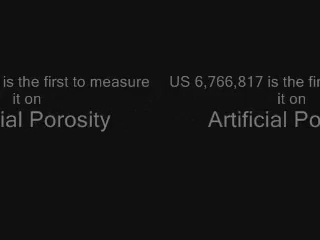 is the first to measure
it on
ial Porosity
US 6,766,817 is the fir
it on
Artificial Po